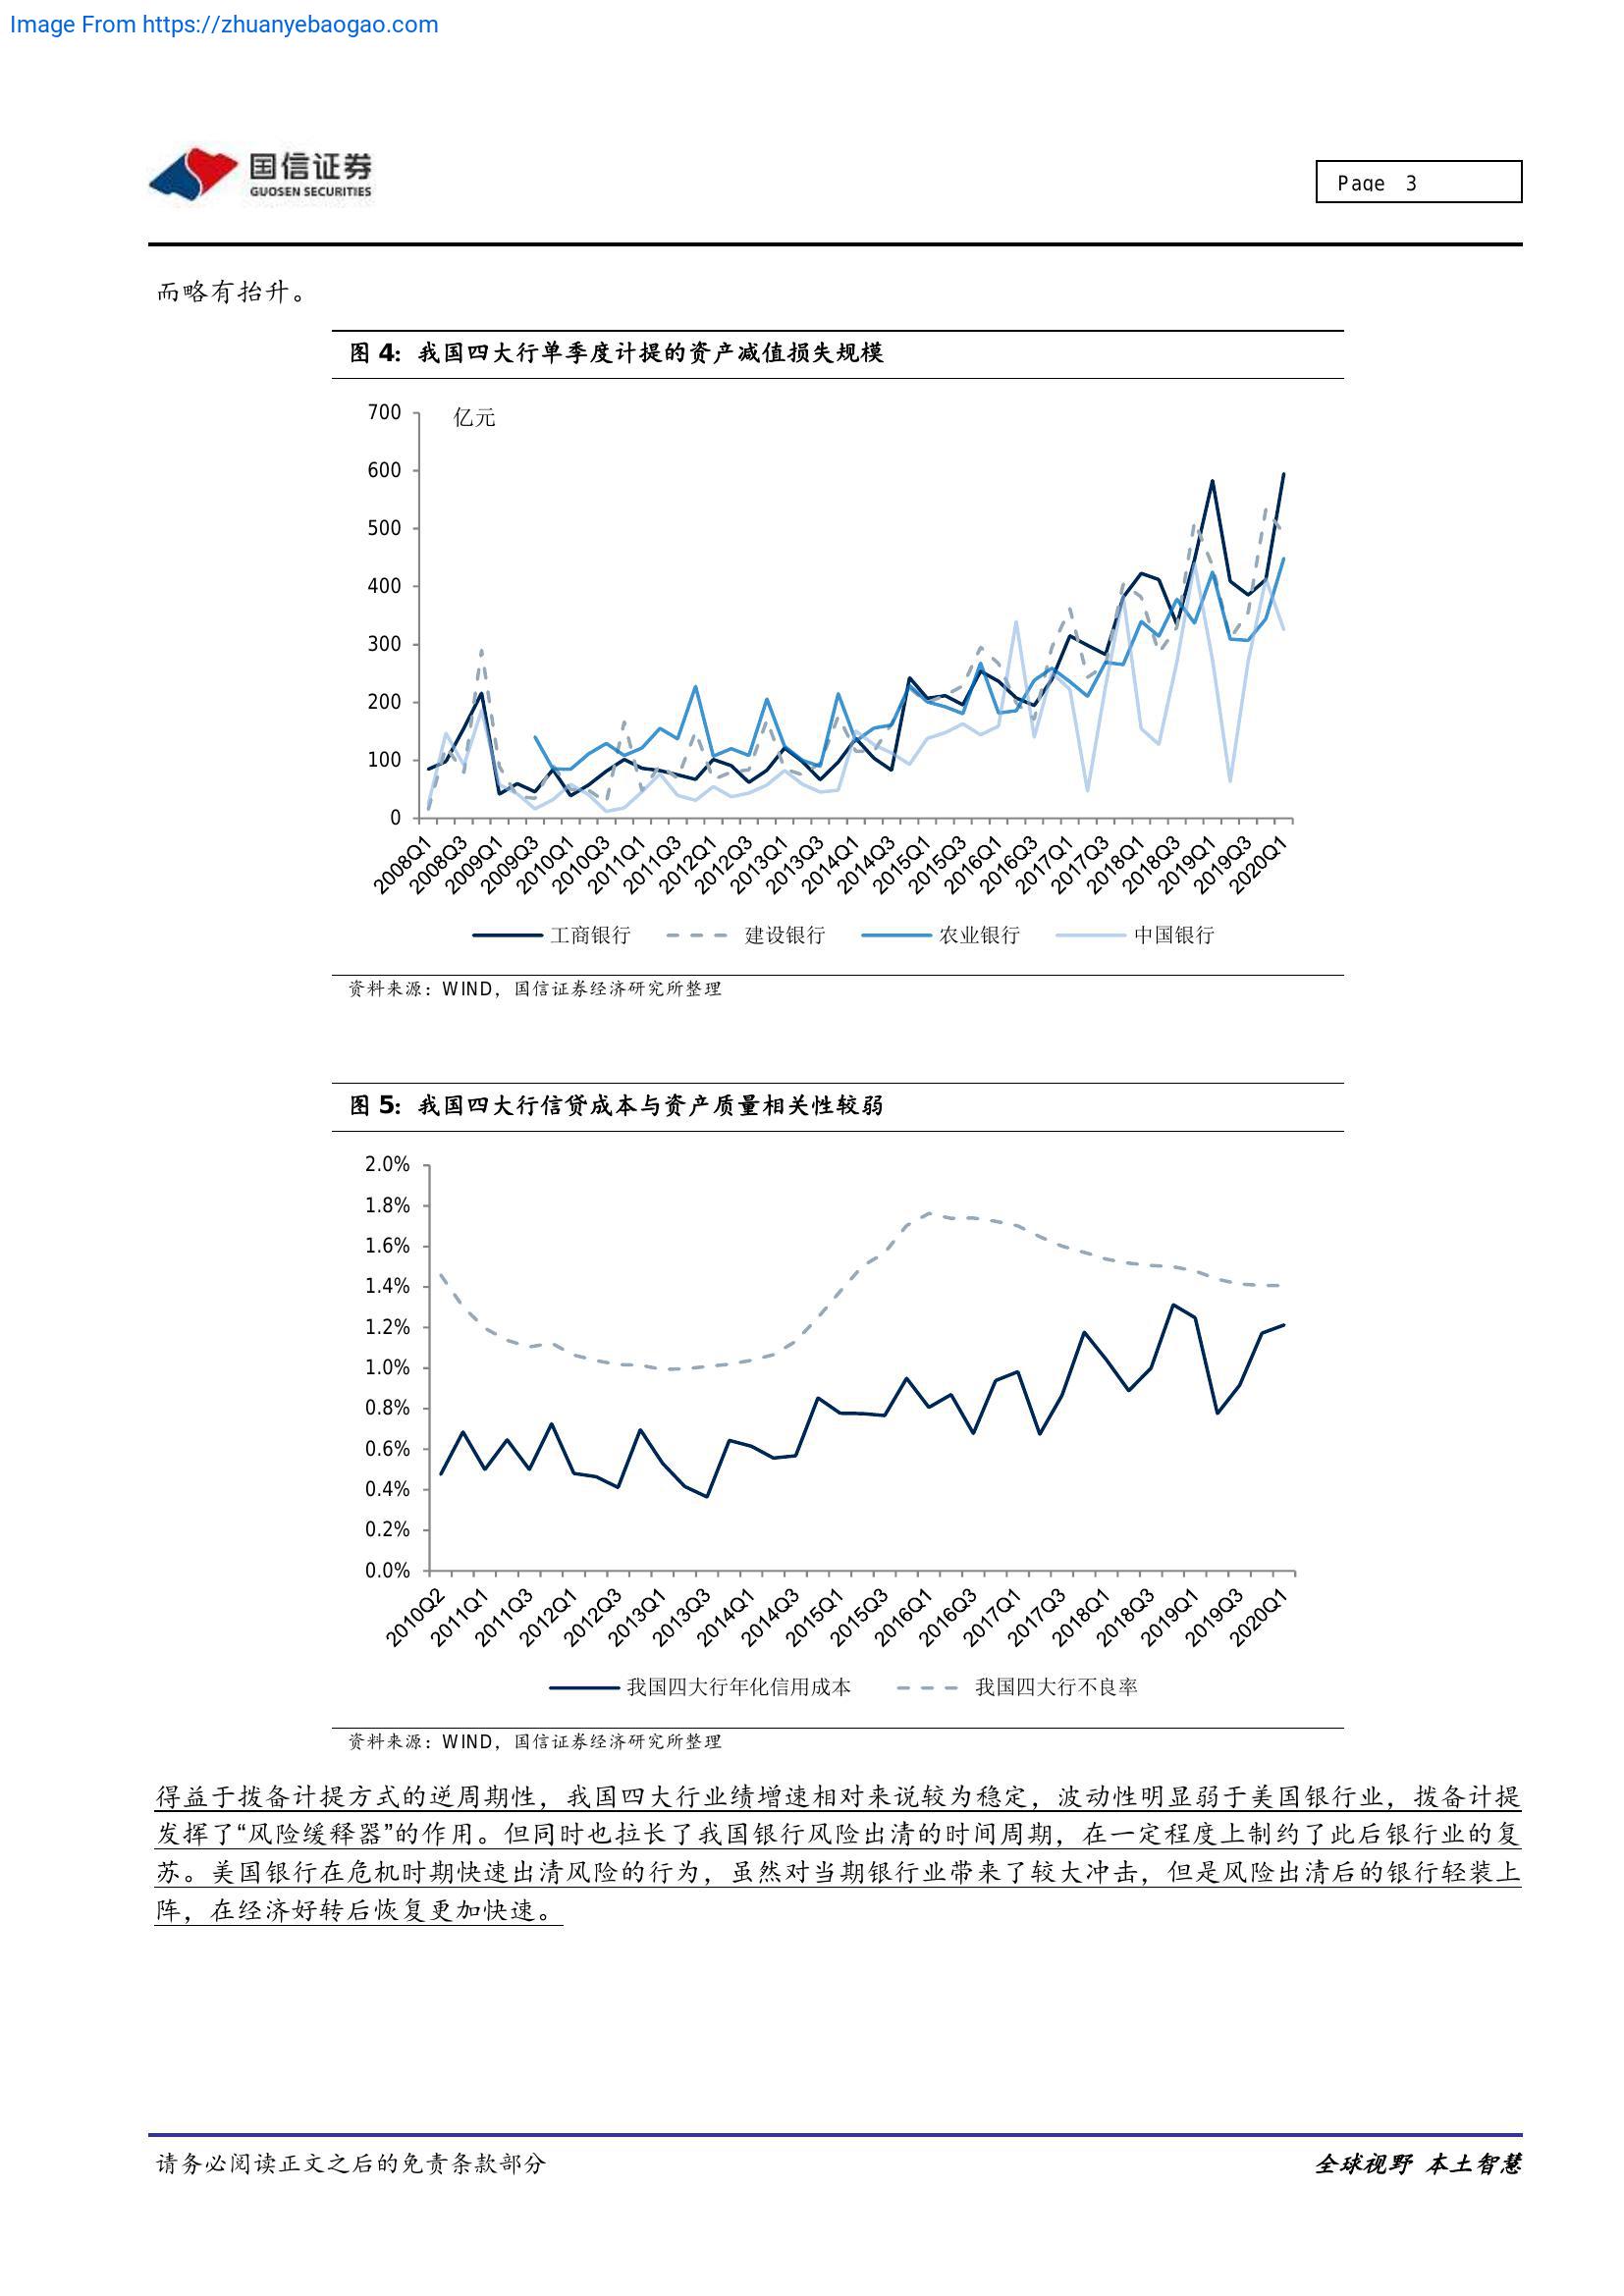 Image From https://zhuanyebaogao.com
国信证券
GUOSEN SECURITIES
Page 3
而略有抬升。
图 4：我国四大行单季度计提的资产减值损失规模
亿元
700
600
500
400
300
200
100
0
2008Q1 2008Q3 2009Q1 2009Q3 2010Q1 2010Q3 2011Q1 2011Q3 2012Q1 2012Q3 2013Q1 2013Q3 2014Q1 2014Q3 2015Q1 2015Q3 2016Q1 2016Q3 2017Q1 2017Q3 2018Q1 2018Q3 2019Q1 2019Q3 2020Q1
工商银行 建设银行 农业银行 中国银行
资料来源：WIND，国信证券经济研究所整理
图 5：我国四大行信贷成本与资产质量相关性较弱
2.0%
1.8%
1.6%
1.4%
1.2%
1.0%
0.8%
0.6%
0.4%
0.2%
0.0%
2010Q2 2011Q1 2011Q3 2012Q1 2012Q3 2013Q1 2013Q3 2014Q1 2014Q3 2015Q1 2015Q3 2016Q1 2016Q3 2017Q1 2017Q3 2018Q1 2018Q3 2019Q1 2019Q3 2020Q1
我国四大行年化信用成本 我国四大行不良率
资料来源：WIND，国信证券经济研究所整理
得益于拨备计提方式的逆周期性，我国四大行业绩增速相对来说较为稳定，波动性明显弱于美国银行业，拨备计提
发挥了“风险缓释器”的作用。但同时也拉长了我国银行风险出清的时间周期，在一定程度上制约了此后银行业的复
苏。美国银行在危机时期快速出清风险的行为，虽然对当期银行业带来了较大冲击，但是风险出清后的银行轻装上
阵，在经济好转后恢复更加快速。
请务必阅读正文之后的免责条款部分
全球视野 本土智慧